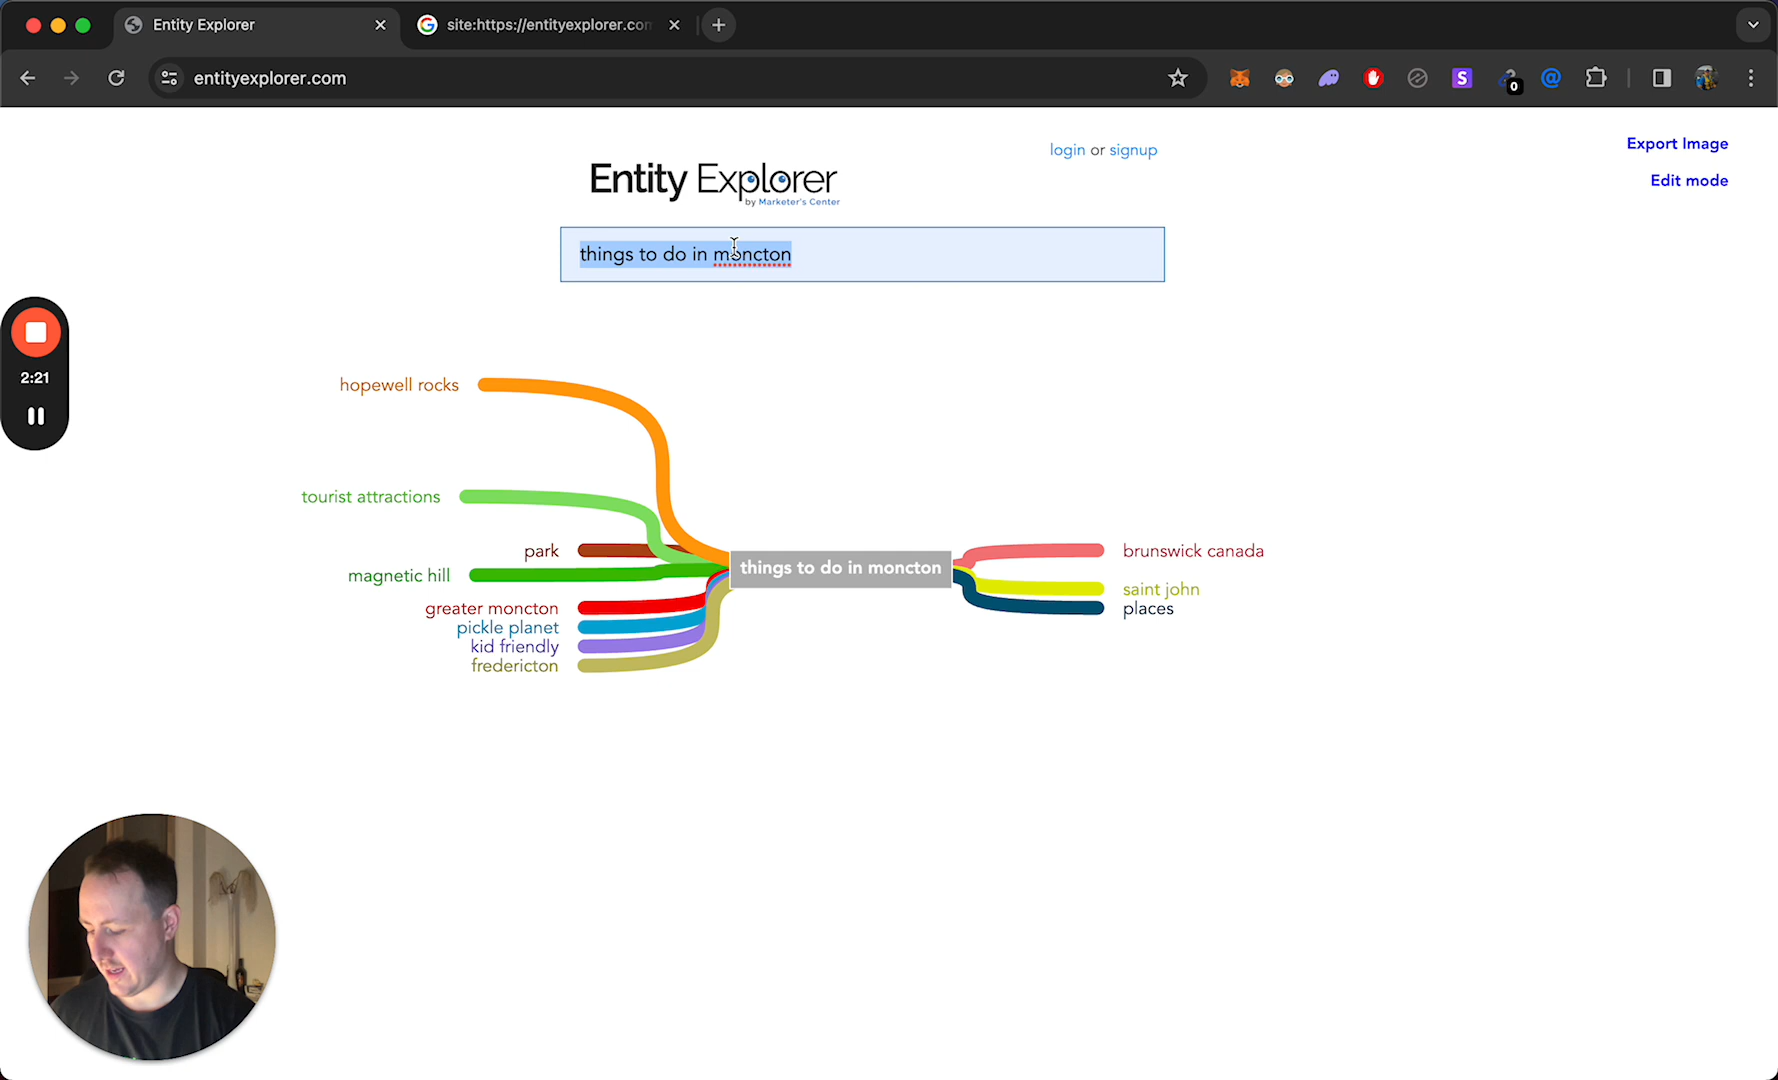 Entity Explorer
site:https://entityexplorer.com
entityexplorer.com
0
login or signup
Export Image
Edit mode
Entity Explorer
by Marketer's Center
things to do in moncton
2:21
hopewell rocks
tourist attractions
park
magnetic hill
greater moncton
pickle planet
kid friendly
fredericton
things to do in moncton
brunswick canada
saint john
places